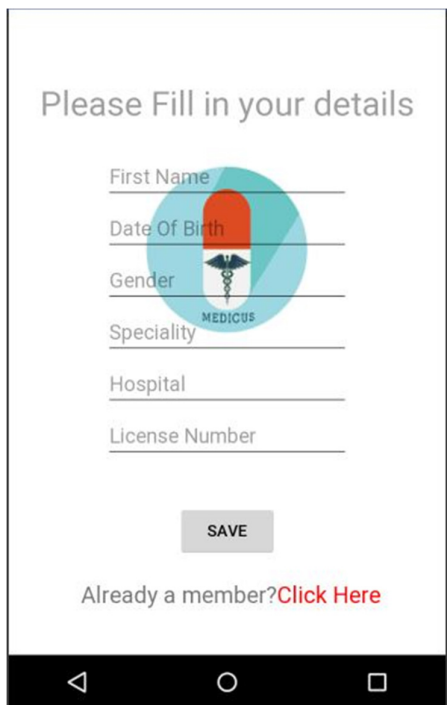 Please Fill in your details
First Name
Date Of Birth
Gender
MEDICUS
Speciality
Hospital
License Number
SAVE
Already a member?Click Here